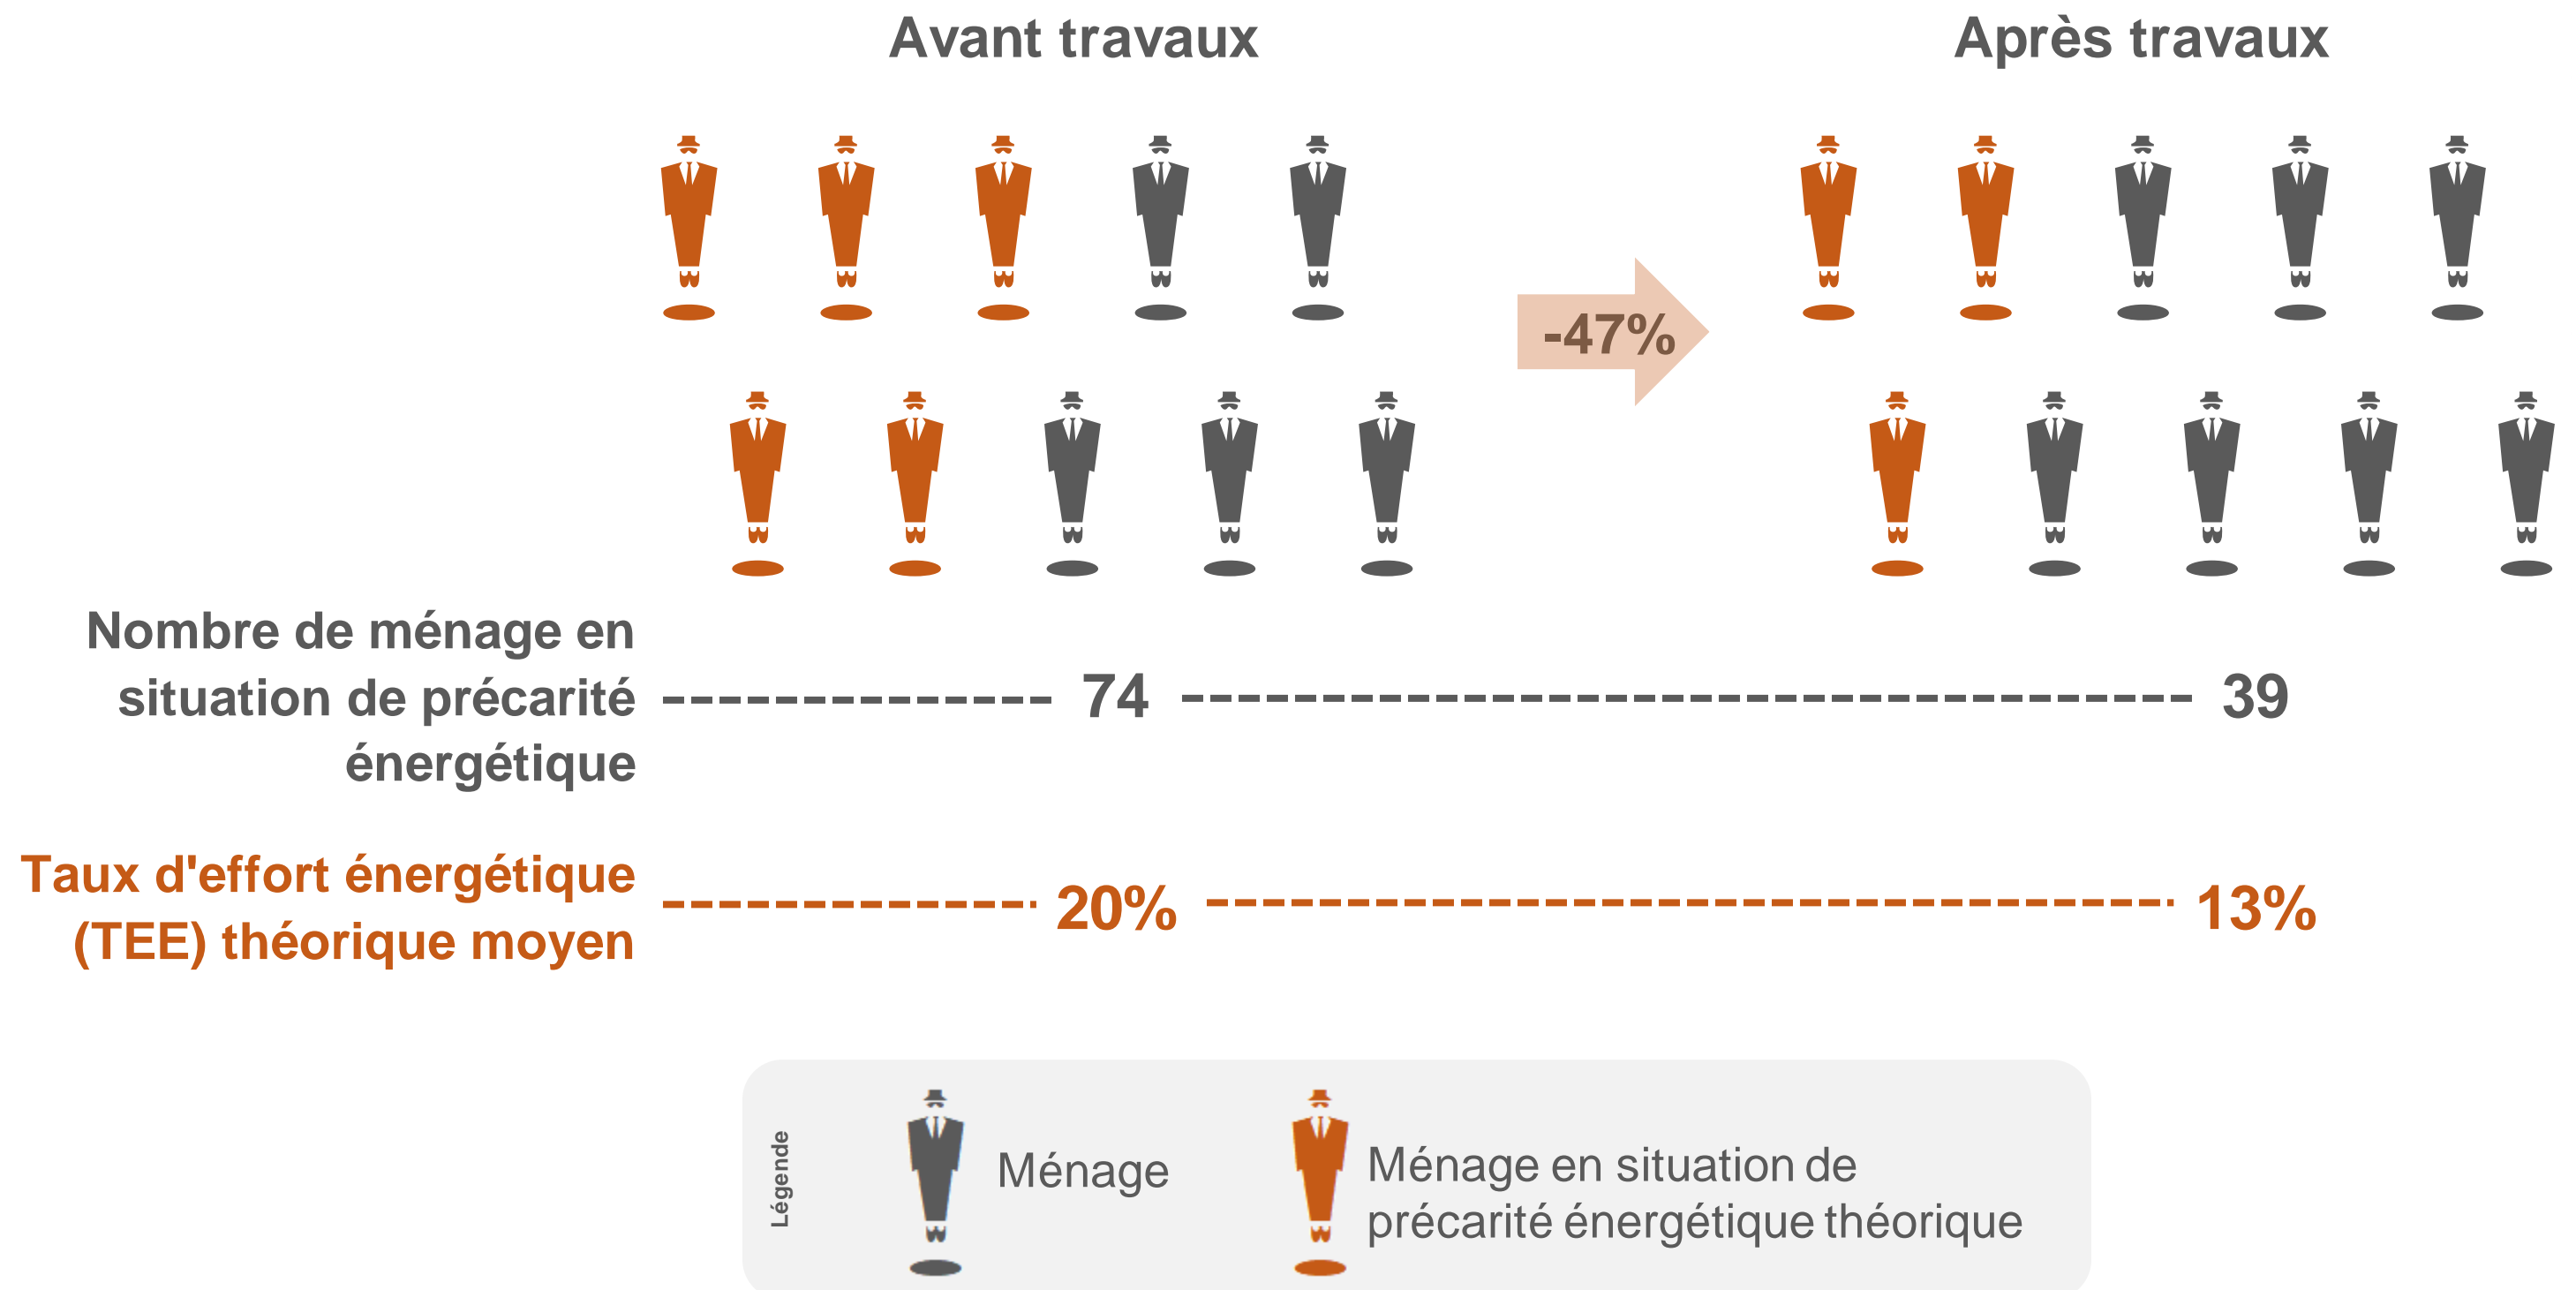 Avant travaux
Après travaux
-47%
Nombre de ménage en
situation de précarité
énergétique
74
39
Taux d'effort énergétique
(TEE) théorique moyen
20%
13%
Légende
Ménage
Ménage en situation de
précarité énergétique théorique